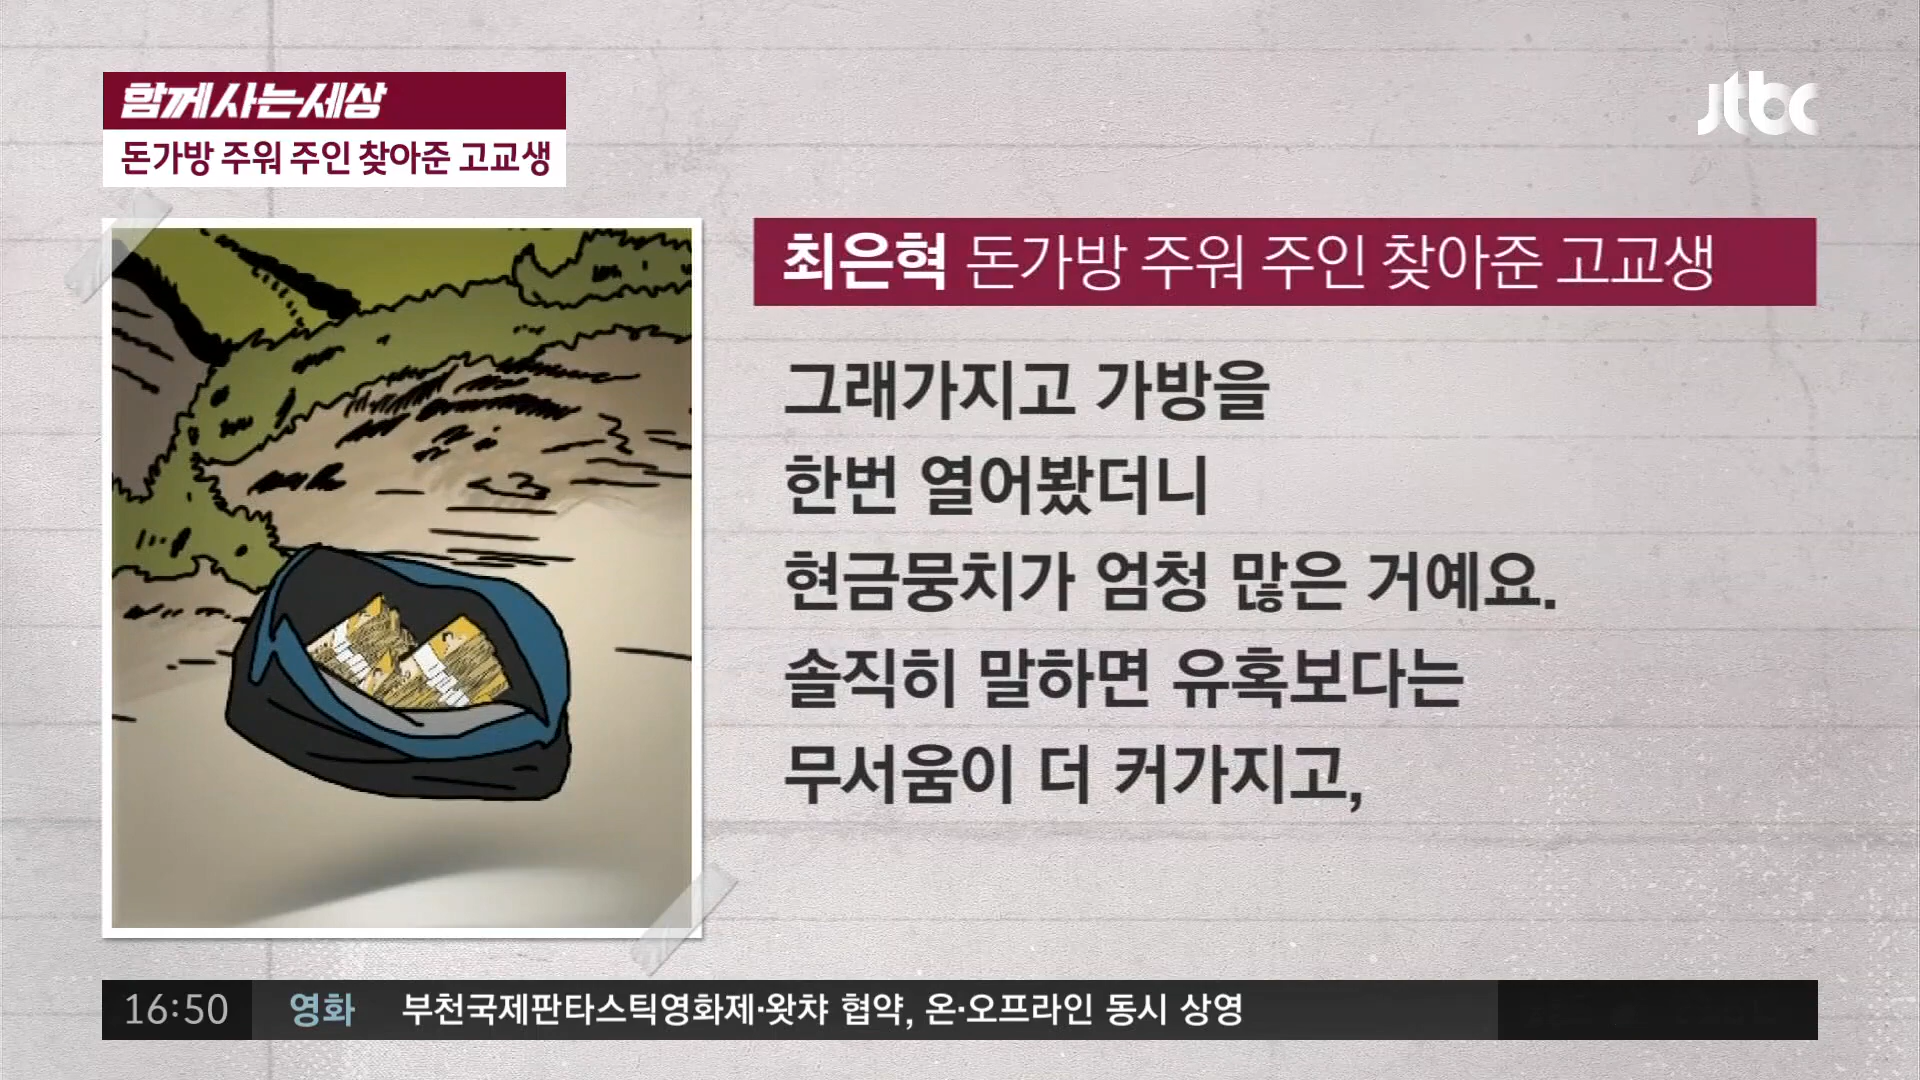 함께 사는 세상
돈가방 주워 주인 찾아준 고교생
jtbc
최은혁 돈가방 주워 주인 찾아준 고교생
그래가지고 가방을
한번 열어봤더니
현금뭉치가 엄청 많은 거예요.
솔직히 말하면 유혹보다는
무서움이 더 커가지고,
16:50 영화 부천국제판타스틱영화제·왓챠 협약, 온·오프라인 동시 상영